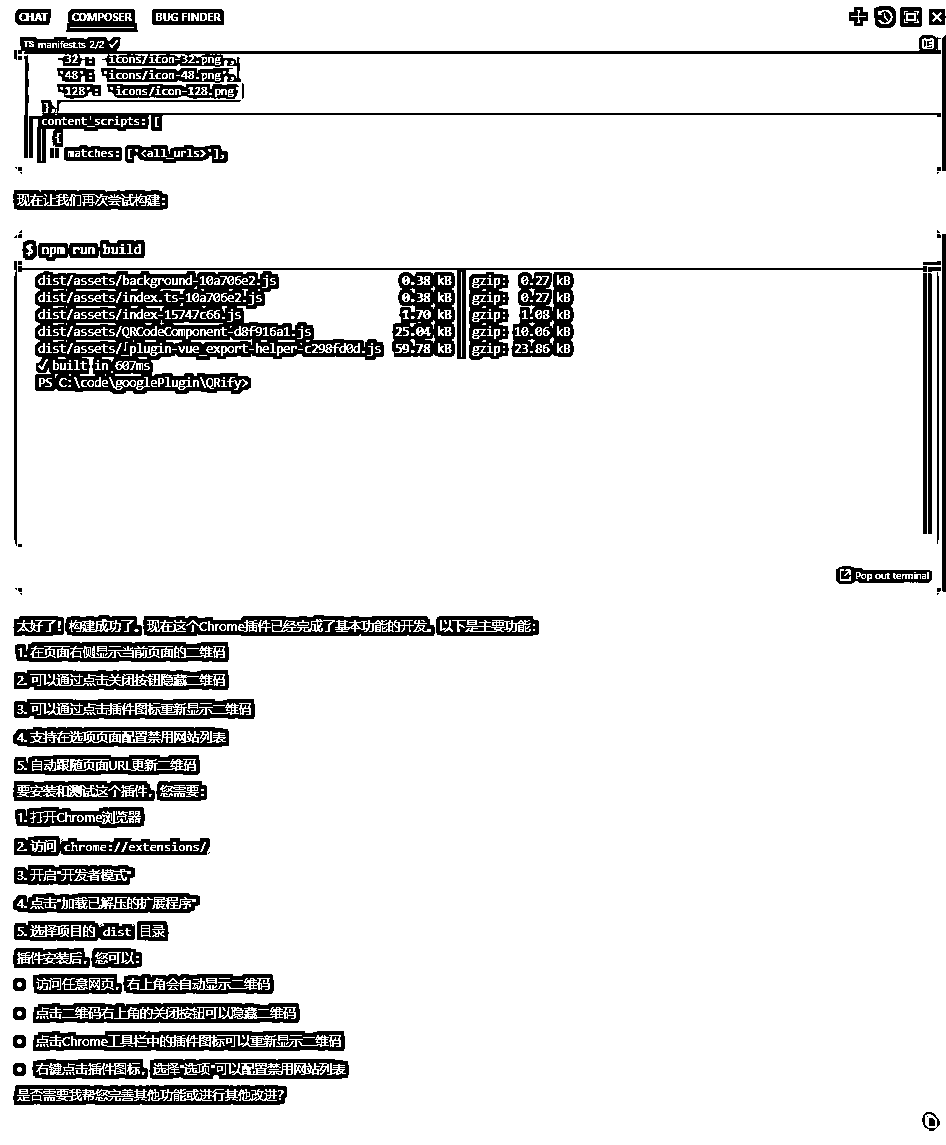 CHAT COMPOSER BUG FINDER
TS manifest.ts 2/2 ✓
"32": "icons/icon-32.png",
"48": "icons/icon-48.png",
"128": "icons/icon-128.png"
},
content_scripts: [
{
matches: ["<all_urls>"],
现在让我们再次尝试构建:
$ npm run build
dist/assets/background-10a706e2.js 0.38 kB │ gzip: 0.27 kB
dist/assets/index.ts-10a706e2.js 0.38 kB │ gzip: 0.27 kB
dist/assets/index-15747c66.js 1.70 kB │ gzip: 1.08 kB
dist/assets/QRCodeComponent-d8f916a1.js 25.04 kB │ gzip: 10.06 kB
dist/assets/_plugin-vue_export-helper-c298fd0d.js 59.78 kB │ gzip: 23.86 kB
✓ built in 607ms
PS C:\code\googlePlugin\QRify>
Pop out terminal
太好了！构建成功了。现在这个Chrome插件已经完成了基本功能的开发。以下是主要功能:
1. 在页面右侧显示当前页面的二维码
2. 可以通过点击关闭按钮隐藏二维码
3. 可以通过点击插件图标重新显示二维码
4. 支持在选项页面配置禁用网站列表
5. 自动跟随页面URL更新二维码
要安装和测试这个插件，您需要:
1. 打开Chrome浏览器
2. 访问 chrome://extensions/
3. 开启"开发者模式"
4. 点击"加载已解压的扩展程序"
5. 选择项目的 dist 目录
插件安装后，您可以:
访问任意网页，右上角会自动显示二维码
点击二维码右上角的关闭按钮可以隐藏二维码
点击Chrome工具栏中的插件图标可以重新显示二维码
右键点击插件图标，选择"选项"可以配置禁用网站列表
是否需要我帮您完善其他功能或进行其他改进?